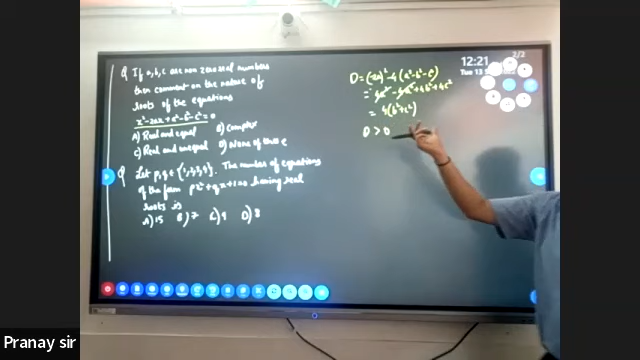 Q If a,b,c are non zero real numbers
then comment on the nature of
roots of the equations
x² - 2ax + a² - b² - c² = 0
A) Real and equal B) Complex
C) Real and unequal D) None of these
Q Let p, q ∈ {1,2,3,4}. The number of equations
of the form px² + qx + 1 = 0 having real
roots is
A) 15 B) 7 C) 9 D) 8
D = (-2a)² - 4(a² - b² - c²)
= 4a² - 4a² + 4b² + 4c²
= 4(b² + c²)
D > 0
12:21
2/2
Tue 13 S
Pranay sir